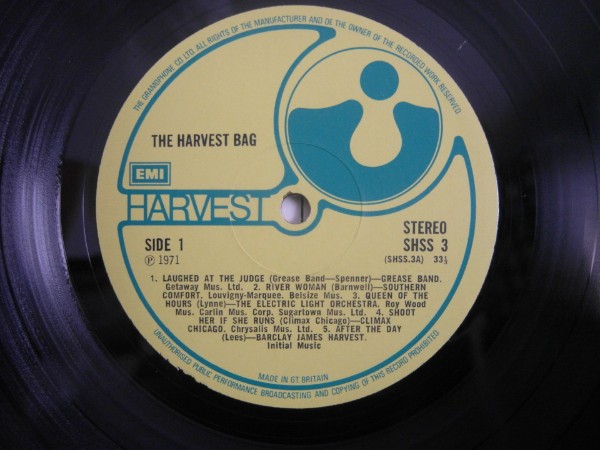 THE GRAMOPHONE CO LTD. ALL RIGHTS OF THE MANUFACTURER AND OF THE OWNER OF THE RECORDED WORK RESERVED.
THE HARVEST BAG
EMI
HARVEST
SIDE 1
℗ 1971
STEREO
SHSS 3
(SHSS.3A) 33⅓
1. LAUGHED AT THE JUDGE (Grease Band—Spenner)—GREASE BAND.
Getaway Mus. Ltd. 2. RIVER WOMAN (Barnwell)—SOUTHERN
COMFORT. Louvigny-Marquee. Belsize Mus. 3. QUEEN OF THE
HOURS (Lynne)—THE ELECTRIC LIGHT ORCHESTRA. Roy Wood
Mus. Carlin Mus. Corp. Sugartown Mus. Ltd. 4. SHOOT
HER IF SHE RUNS (Climax Chicago)—CLIMAX
CHICAGO. Chrysalis Mus. Ltd. 5. AFTER THE DAY
(Lees)—BARCLAY JAMES HARVEST.
Initial Music
MADE IN GT. BRITAIN
UNAUTHORISED PUBLIC PERFORMANCE BROADCASTING AND COPYING OF THIS RECORD PROHIBITED.